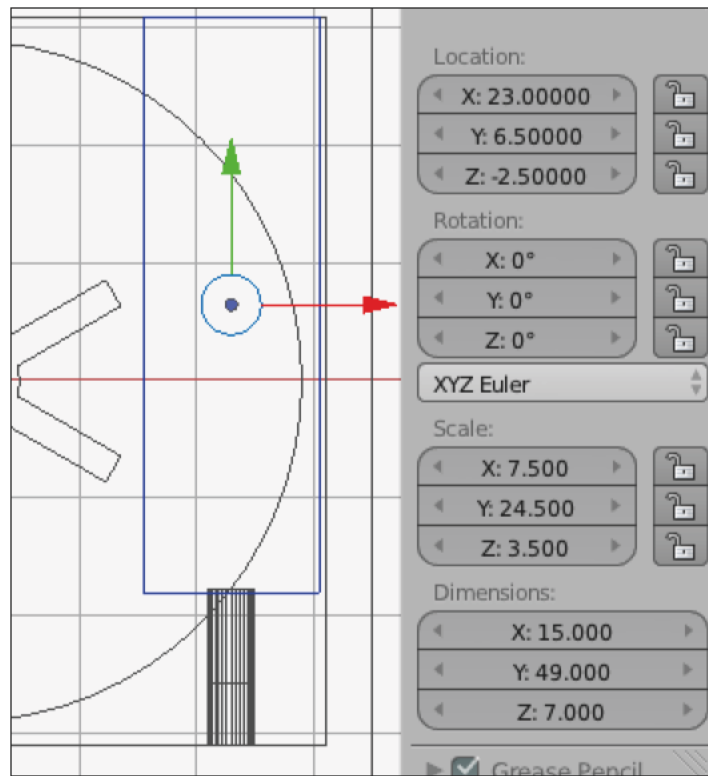 Location:
X: 23.00000
Y: 6.50000
Z: -2.50000
Rotation:
X: 0°
Y: 0°
Z: 0°
XYZ Euler
Scale:
X: 7.500
Y: 24.500
Z: 3.500
Dimensions:
X: 15.000
Y: 49.000
Z: 7.000
Grease Pencil